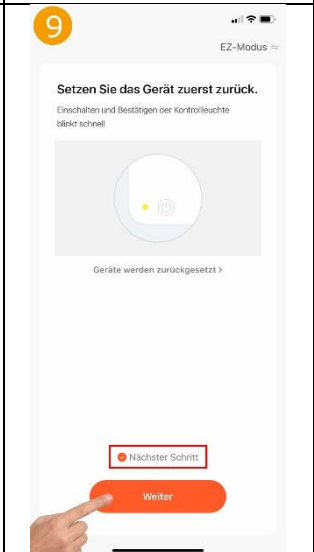 9
EZ-Modus
Setzen Sie das Gerät zuerst zurück.
Einschalten und Bestätigen der Kontrollleuchte
blinkt schnell
Geräte werden zurückgesetzt >
Nächster Schritt
Weiter